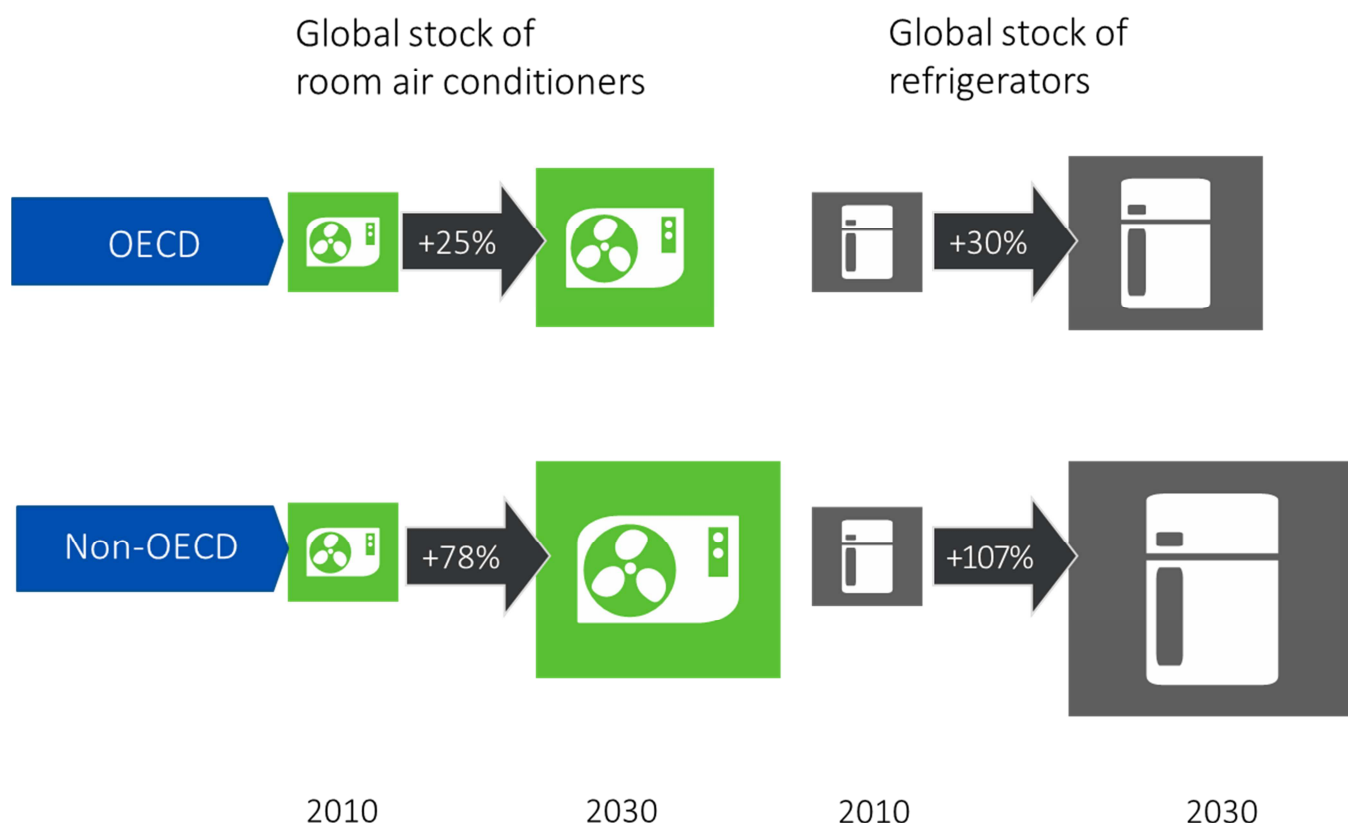 Global stock of
room air conditioners
Global stock of
refrigerators
OECD
+25%
+30%
Non-OECD
+78%
+107%
2010
2030
2010
2030